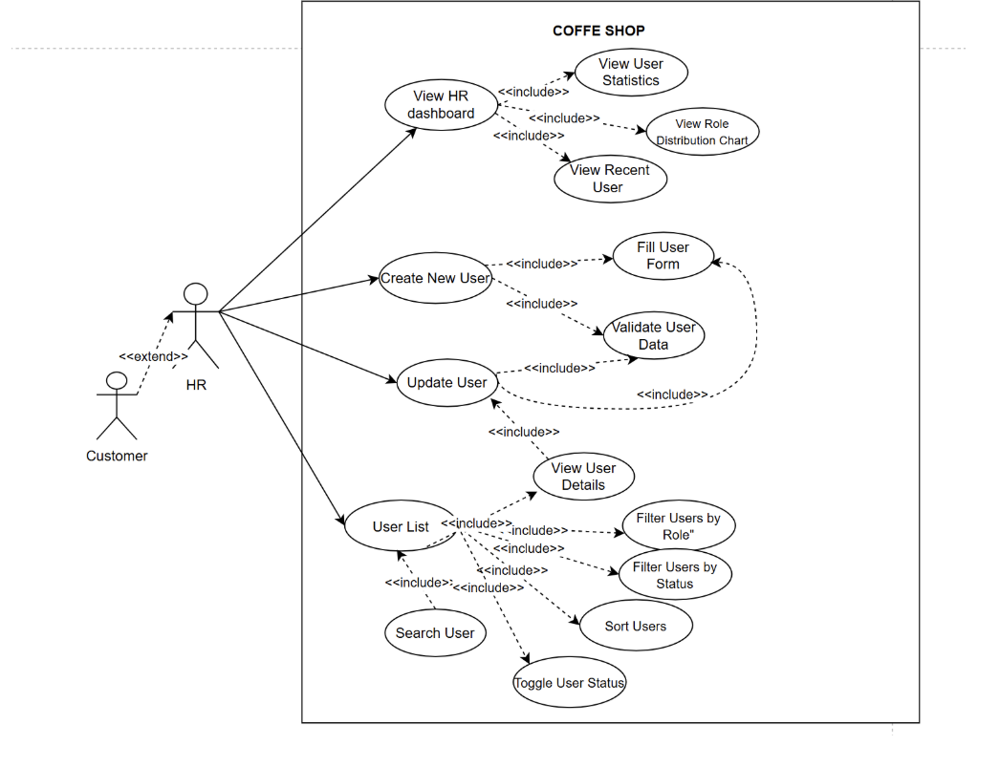 COFFE SHOP
View User
Statistics
View HR
dashboard
<<include>>
<<include>>
View Role
Distribution Chart
<<include>>
View Recent
User
Fill User
Form
<<include>>
Create New User
<<include>>
Validate User
Data
<<extend>>
<<include>>
HR
Update User
<<include>>
<<include>>
Customer
View User
Details
Filter Users by
Role"
User List
<<include>>
include>>
<<include>>
Filter Users by
Status
<<include>>
<<include>
<<include>>
Sort Users
Search User
Toggle User Status